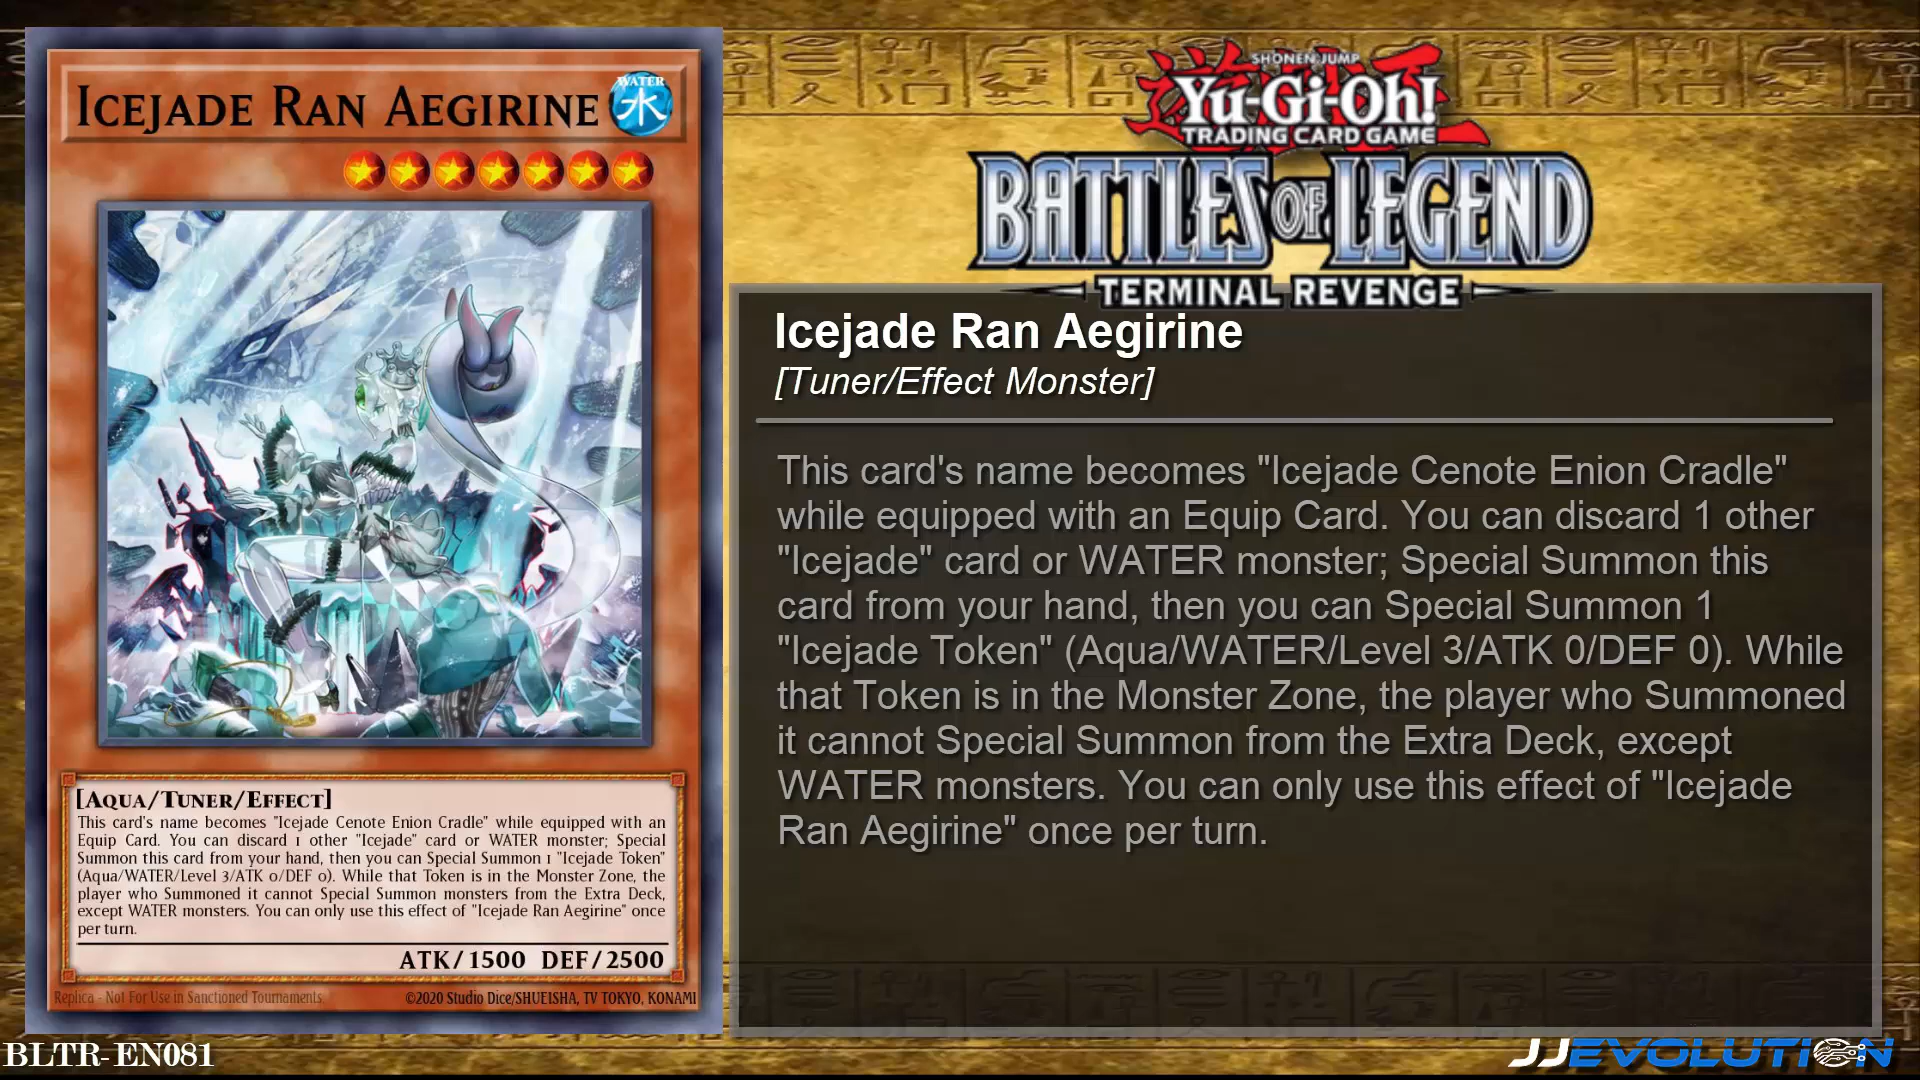 ICEJADE RAN AEGIRINE
WATER
水
[AQUA/TUNER/EFFECT]
This card's name becomes "Icejade Cenote Enion Cradle" while equipped with an
Equip Card. You can discard 1 other "Icejade" card or WATER monster; Special
Summon this card from your hand, then you can Special Summon 1 "Icejade Token"
(Aqua/WATER/Level 3/ATK 0/DEF 0). While that Token is in the Monster Zone, the
player who Summoned it cannot Special Summon monsters from the Extra Deck,
except WATER monsters. You can only use this effect of "Icejade Ran Aegirine" once
per turn.
ATK/1500 DEF/2500
Replica - Not For Use in Sanctioned Tournaments.
©2020 Studio Dice/SHUEISHA, TV TOKYO, KONAMI
BLTR-EN081
SHONEN JUMP
Yu-Gi-Oh!
TRADING CARD GAME
BATTLES OF LEGEND
TERMINAL REVENGE
Icejade Ran Aegirine
[Tuner/Effect Monster]
This card's name becomes "Icejade Cenote Enion Cradle"
while equipped with an Equip Card. You can discard 1 other
"Icejade" card or WATER monster; Special Summon this
card from your hand, then you can Special Summon 1
"Icejade Token" (Aqua/WATER/Level 3/ATK 0/DEF 0). While
that Token is in the Monster Zone, the player who Summoned
it cannot Special Summon from the Extra Deck, except
WATER monsters. You can only use this effect of "Icejade
Ran Aegirine" once per turn.
JJEVOLUTION